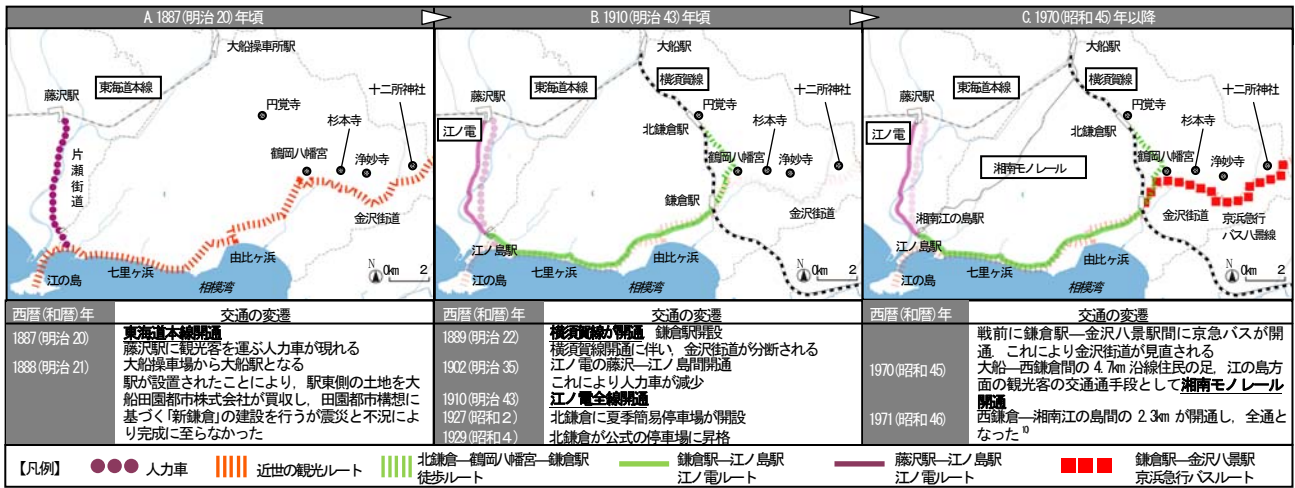 A. 1887(明治 20)年頃
B. 1910(明治 43)年頃
C. 1970(昭和 45)年以降
大船操車所駅
東海道本線
藤沢駅
円覚寺
十二所神社
杉本寺
鶴岡八幡宮
浄妙寺
片瀬街道
金沢街道
由比ヶ浜
七里ヶ浜
江の島
相模湾
N
0km 2
大船駅
横須賀線
東海道本線
藤沢駅
円覚寺
十二所神社
江ノ電
北鎌倉駅
杉本寺
鶴岡八幡宮
浄妙寺
鎌倉駅
金沢街道
江ノ島駅
由比ヶ浜
七里ヶ浜
江の島
相模湾
N
0km 2
大船駅
東海道本線
横須賀線
藤沢駅
円覚寺
十二所神社
江ノ電
北鎌倉駅
杉本寺
鶴岡八幡宮
浄妙寺
湘南モノレール
鎌倉駅
湘南江の島駅
金沢街道
京浜急行
バス八景線
江ノ島駅
由比ヶ浜
七里ヶ浜
江の島
相模湾
N
0km 2
西暦(和暦)年 交通の変遷
1887(明治 20) 東海道本線開通
藤沢駅に観光客を運ぶ人力車が現れる
1888(明治 21) 大船操車場から大船駅となる
駅が設置されたことにより，駅東側の土地を大
船田園都市株式会社が買収し，田園都市構想に
基づく「新鎌倉」の建設を行うが震災と不況によ
り完成に至らなかった
西暦(和暦)年 交通の変遷
1889(明治 22) 横須賀線が開通 鎌倉駅開設
横須賀線開通に伴い，金沢街道が分断される
1902(明治 35) 江ノ電の藤沢―江ノ島間開通
これにより人力車が減少
1910(明治 43) 江ノ電全線開通
1927(昭和 2) 北鎌倉に夏季簡易停車場が開設
1929(昭和 4) 北鎌倉が公式の停車場に昇格
西暦(和暦)年 交通の変遷
戦前に鎌倉駅―金沢八景駅間に京急バスが開
通，これにより金沢街道が見直される
1970(昭和 45) 大船―西鎌倉間の 4.7km 沿線住民の足，江の島方
面の観光客の交通通手段として湘南モノレール
開通
1971(昭和 46) 西鎌倉―湘南江の島間の 2.3km が開通し，全通と
なった¹⁰
【凡例】
人力車
近世の観光ルート
北鎌倉―鶴岡八幡宮―鎌倉駅
徒歩ルート
鎌倉駅―江ノ島駅
江ノ電ルート
藤沢駅―江ノ島駅
江ノ電ルート
鎌倉駅―金沢八景駅
京浜急行バスルート